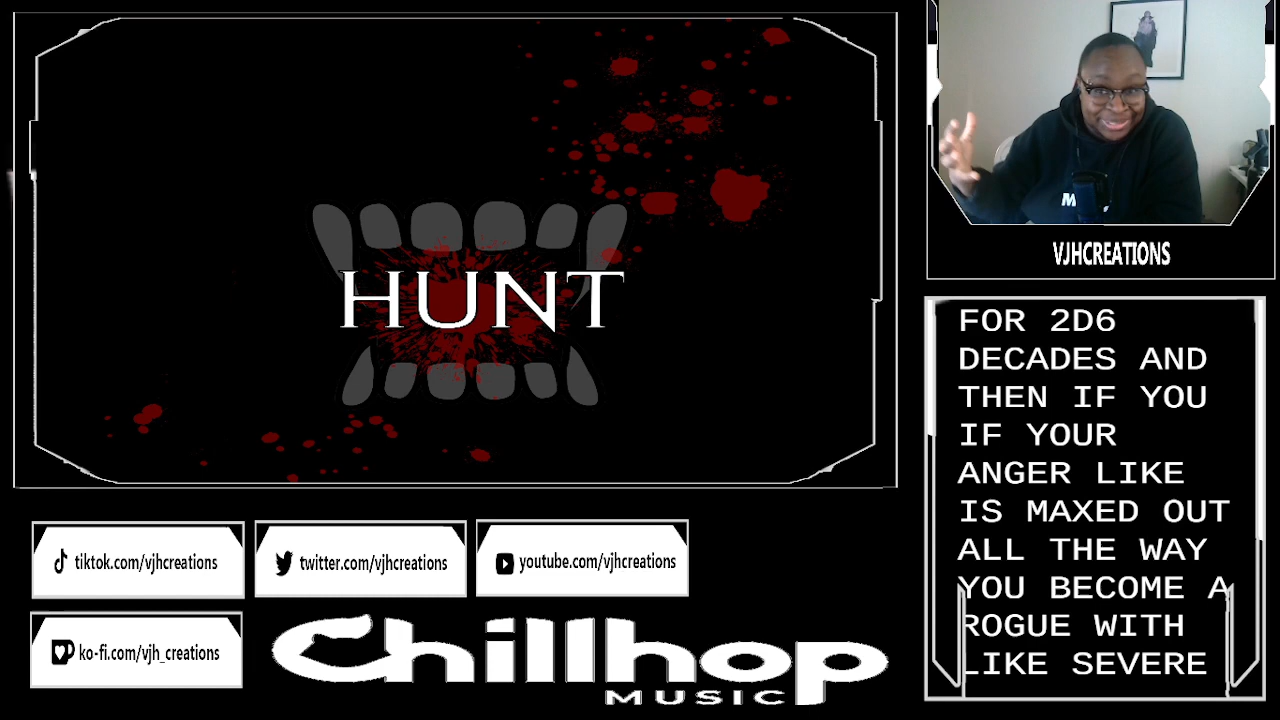 HUNT
M
VJHCREATIONS
FOR 2D6
DECADES AND
THEN IF YOU
IF YOUR
ANGER LIKE
IS MAXED OUT
ALL THE WAY
YOU BECOME A
ROGUE WITH
LIKE SEVERE
tiktok.com/vjhcreations
twitter.com/vjhcreations
youtube.com/vjhcreations
ko-fi.com/vjh_creations
Chillhop
MUSIC